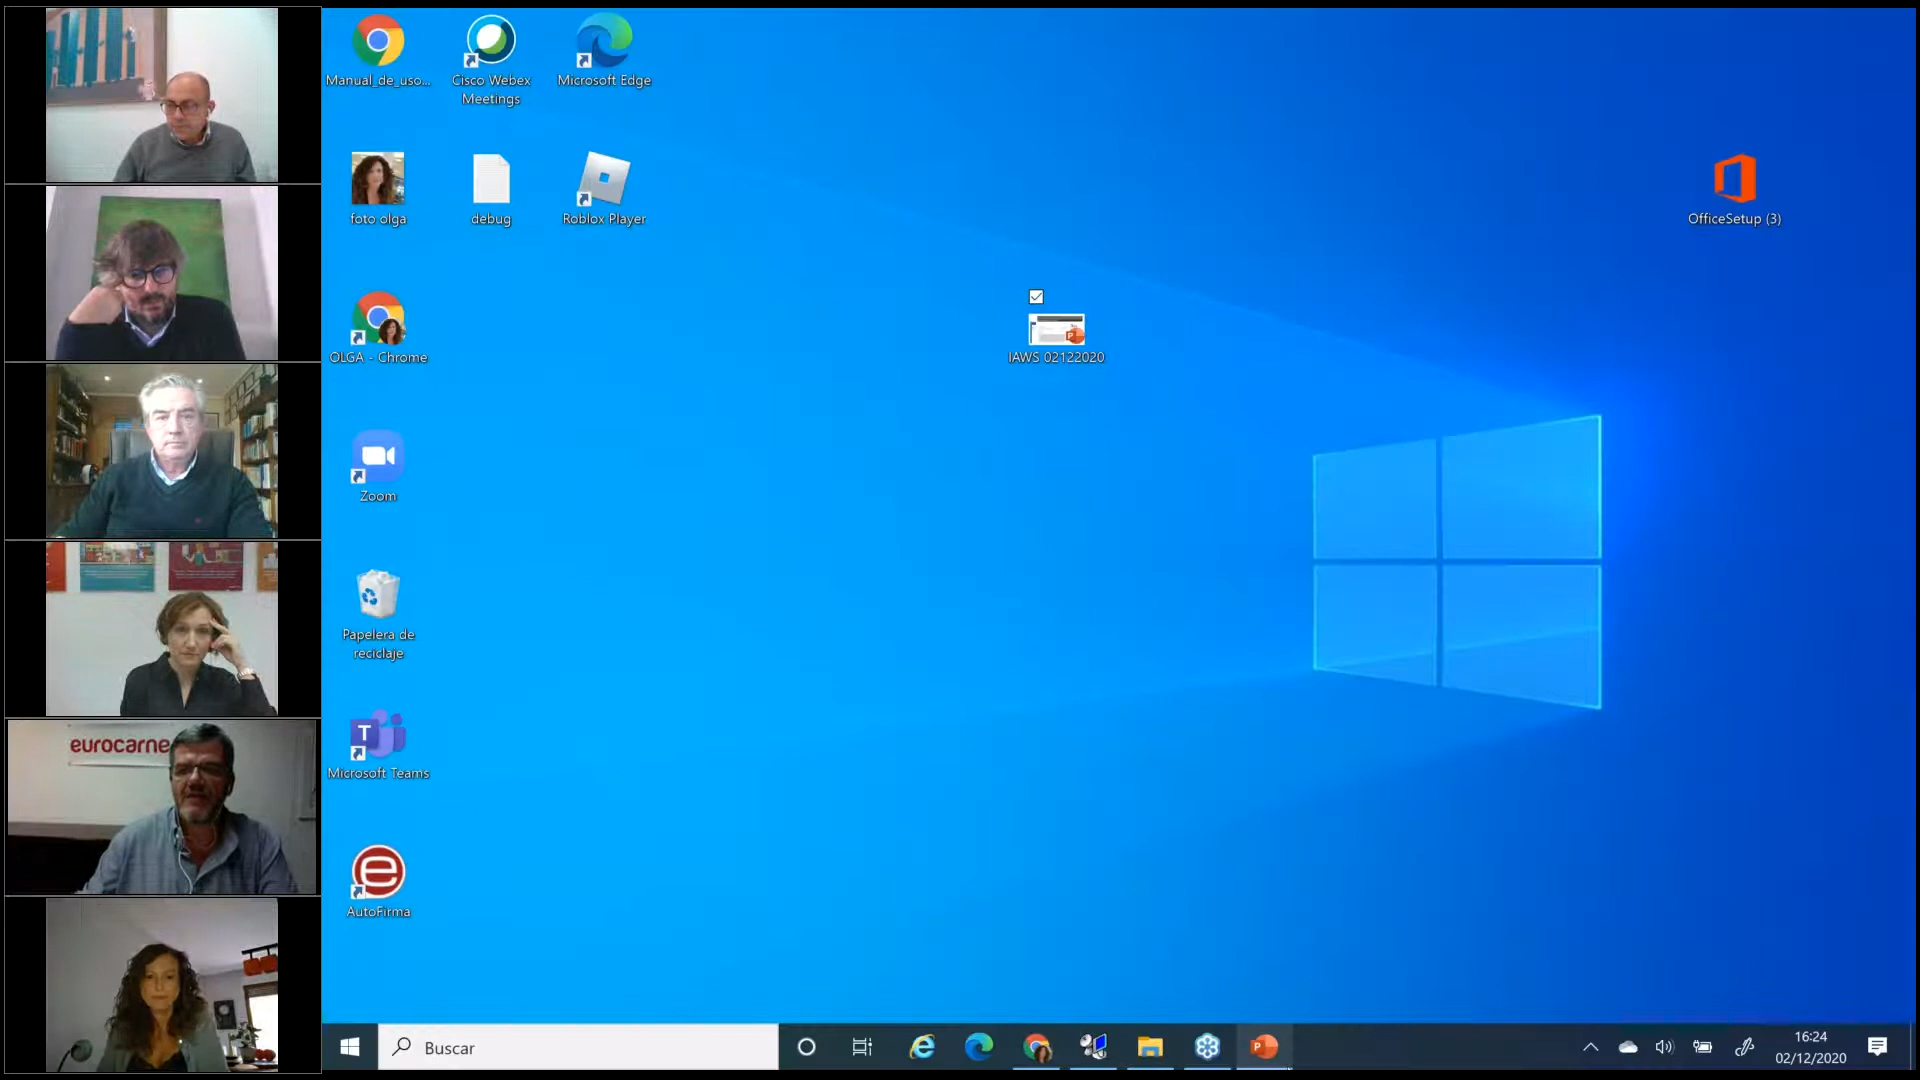 Manual_de_uso...
Cisco Webex
Meetings
Microsoft Edge
foto olga
debug
Roblox Player
OfficeSetup (3)
OLGA - Chrome
IAWS 02122020
Zoom
Papelera de
reciclaje
eurocarne
Microsoft Teams
AutoFirma
Buscar
16:24
02/12/2020